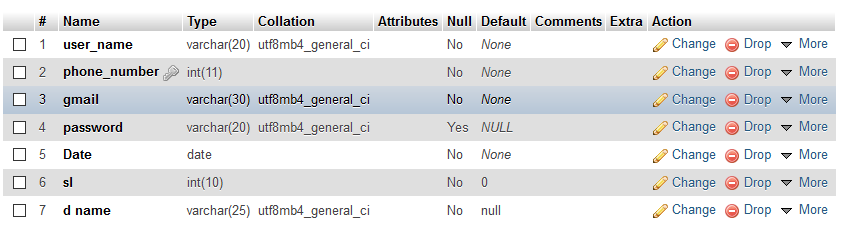 # Name Type Collation Attributes Null Default Comments Extra Action
1 user_name varchar(20) utf8mb4_general_ci No None Change Drop More
2 phone_number int(11) No None Change Drop More
3 gmail varchar(30) utf8mb4_general_ci No None Change Drop More
4 password varchar(20) utf8mb4_general_ci Yes NULL Change Drop More
5 Date date No None Change Drop More
6 sl int(10) No 0 Change Drop More
7 d name varchar(25) utf8mb4_general_ci No null Change Drop More